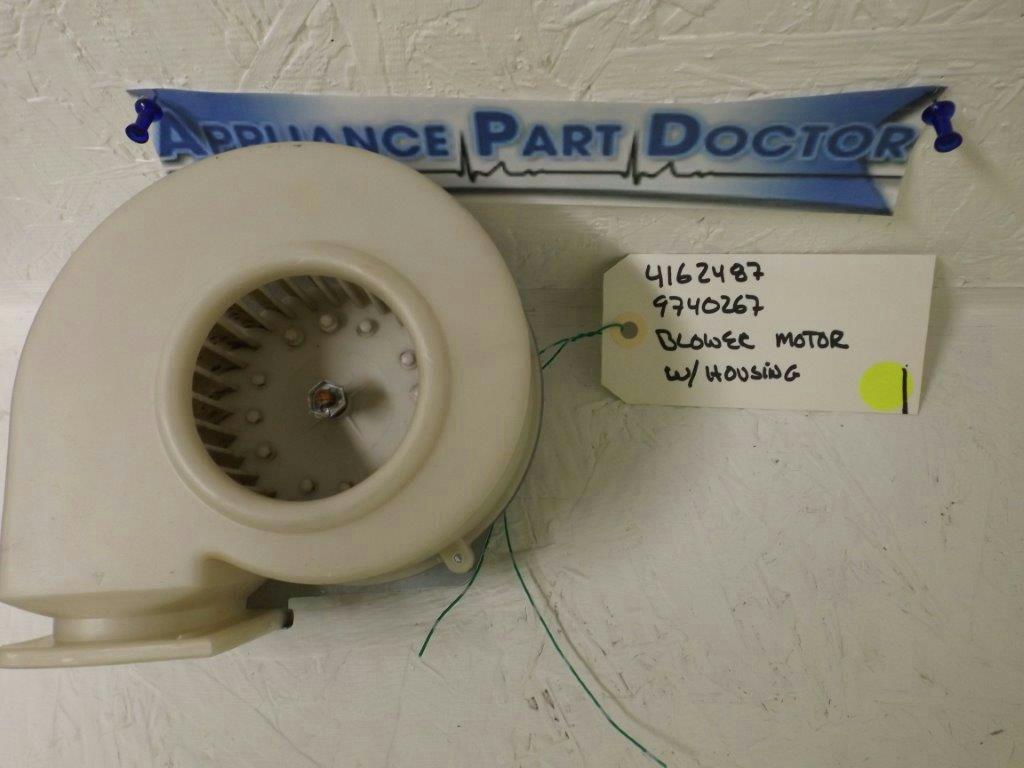 APPLIANCE PART DOCTOR
4162487
9740267
BLOWER MOTOR
W/ HOUSING